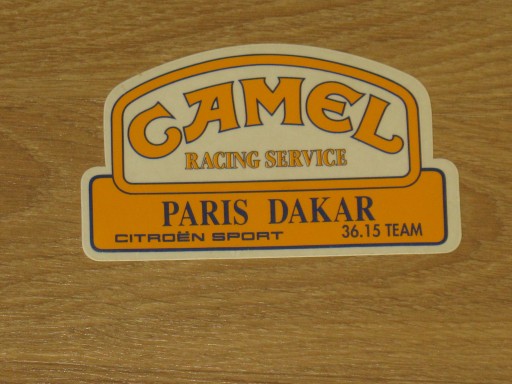 CAMEL
RACING SERVICE
PARIS DAKAR
CITROËN SPORT 36.15 TEAM